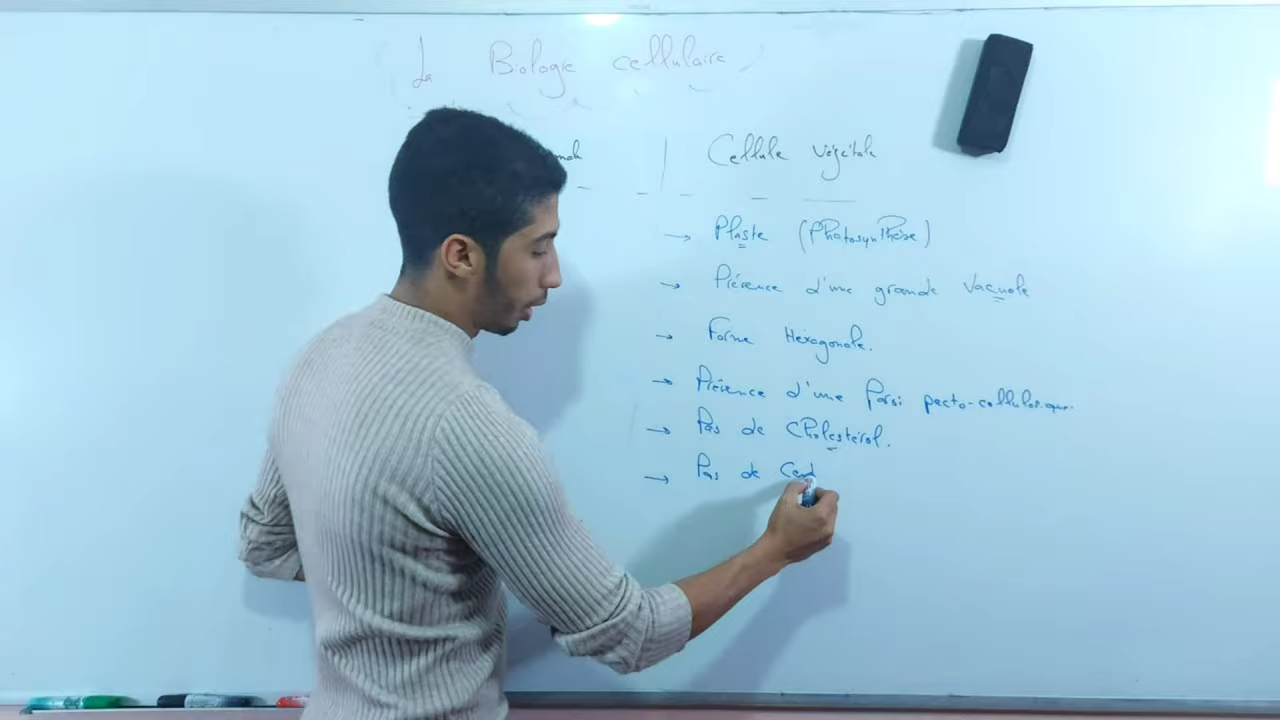 La Biologie cellulaire
male | Cellule végétale
→ Plaste (Photosynthèse)
→ Présence d'une grande Vacuole
→ Forme Hexagonale.
→ Présence d'une Paroi pecto-cellulosique.
→ Pas de Cholestérol.
→ Pas de Cent